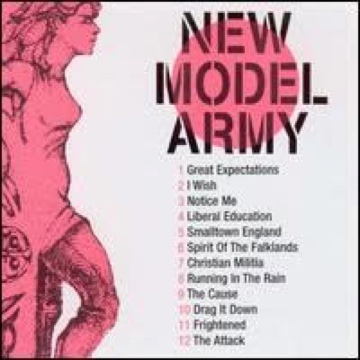 NEW
MODEL
ARMY
1 Great Expectations
2 I Wish
3 Notice Me
4 Liberal Education
5 Smalltown England
6 Spirit Of The Falklands
7 Christian Militia
8 Running In The Rain
9 The Cause
10 Drag It Down
11 Frightened
12 The Attack